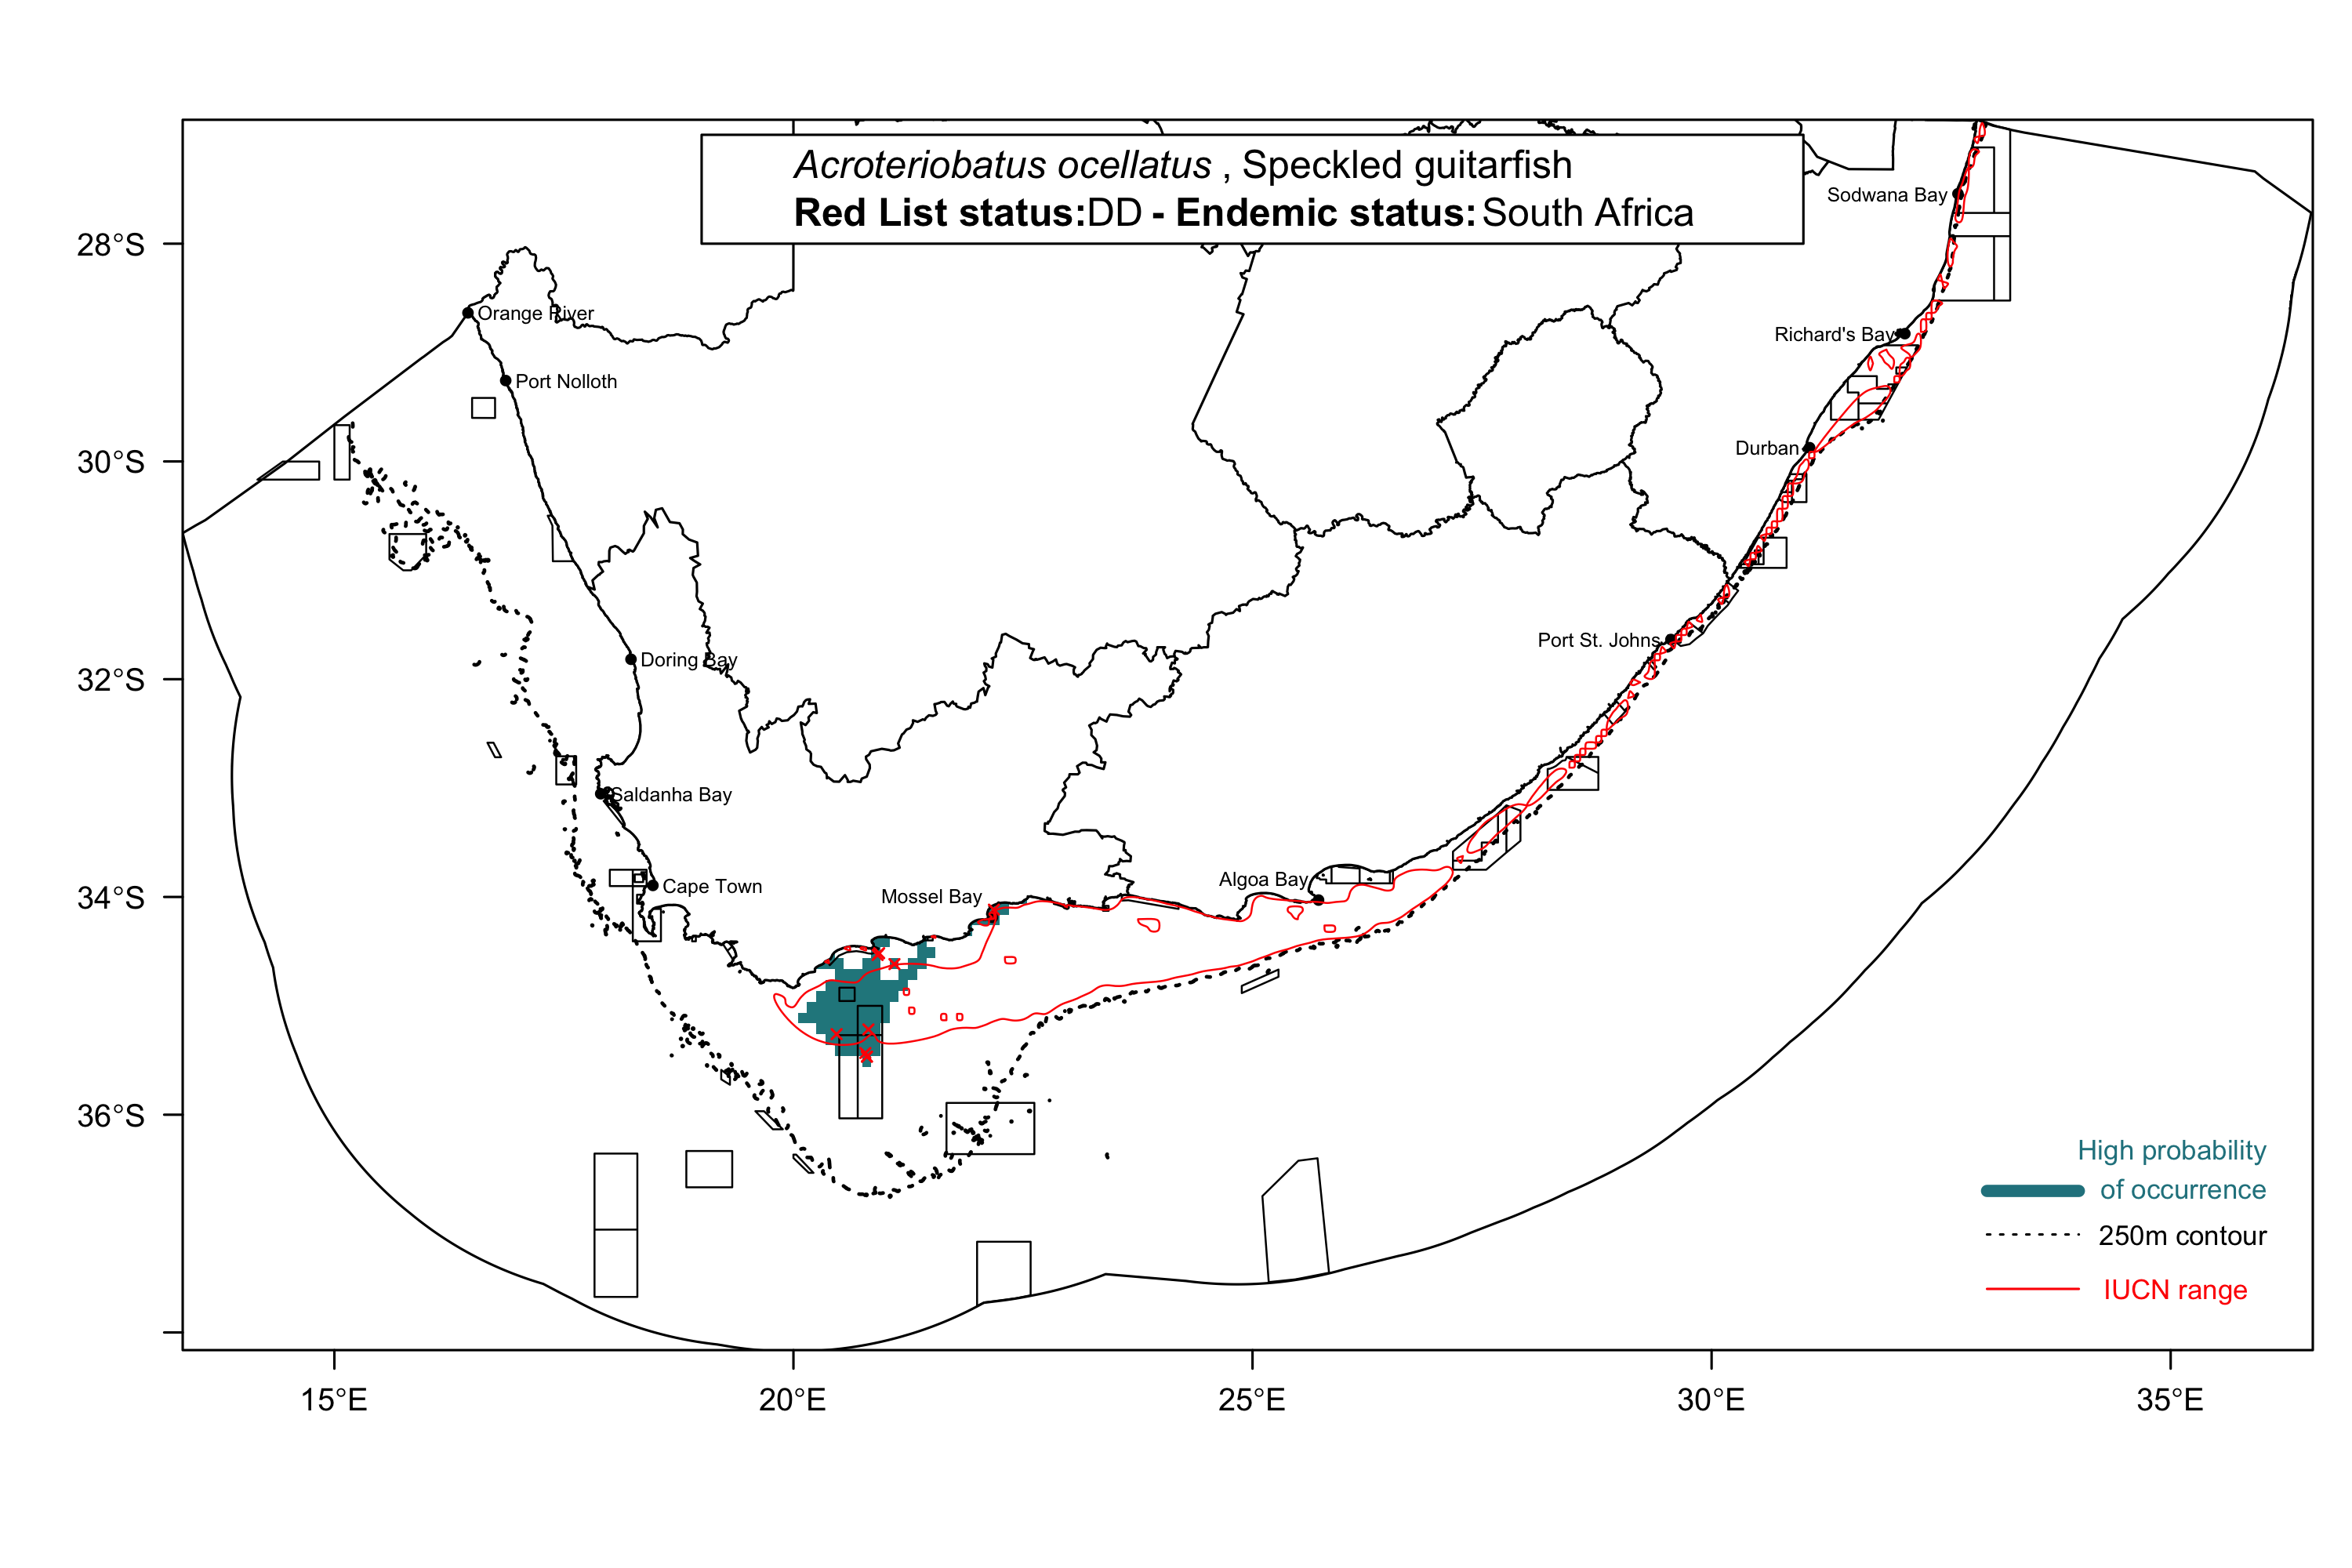 Acroteriobatus ocellatus , Speckled guitarfish
Red List status:DD - Endemic status: South Africa
Sodwana Bay
28°S
Orange River
Richard's Bay
Port Nolloth
Durban
30°S
Port St. Johns
Doring Bay
32°S
Saldanha Bay
Algoa Bay
Cape Town
Mossel Bay
34°S
36°S
High probability
of occurrence
250m contour
IUCN range
15°E
20°E
25°E
30°E
35°E